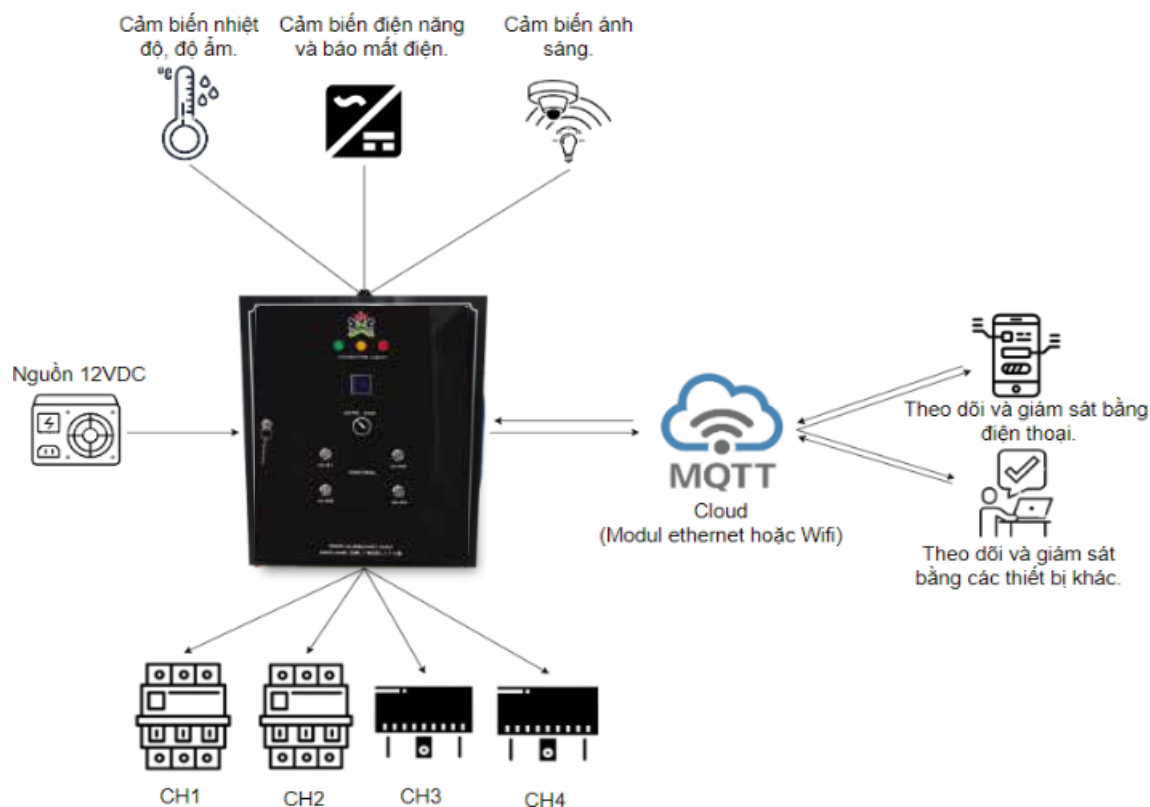 Cảm biến nhiệt
độ, độ ẩm.
Cảm biến điện năng
và báo mất điện.
Cảm biến ánh
sáng.
°C
Nguồn 12VDC
CONTROL
MQTT
Cloud
(Modul ethernet hoặc Wifi)
Theo dõi và giám sát bằng
điện thoại.
Theo dõi và giám sát
bằng các thiết bị khác.
CH1
CH2
CH3
CH4